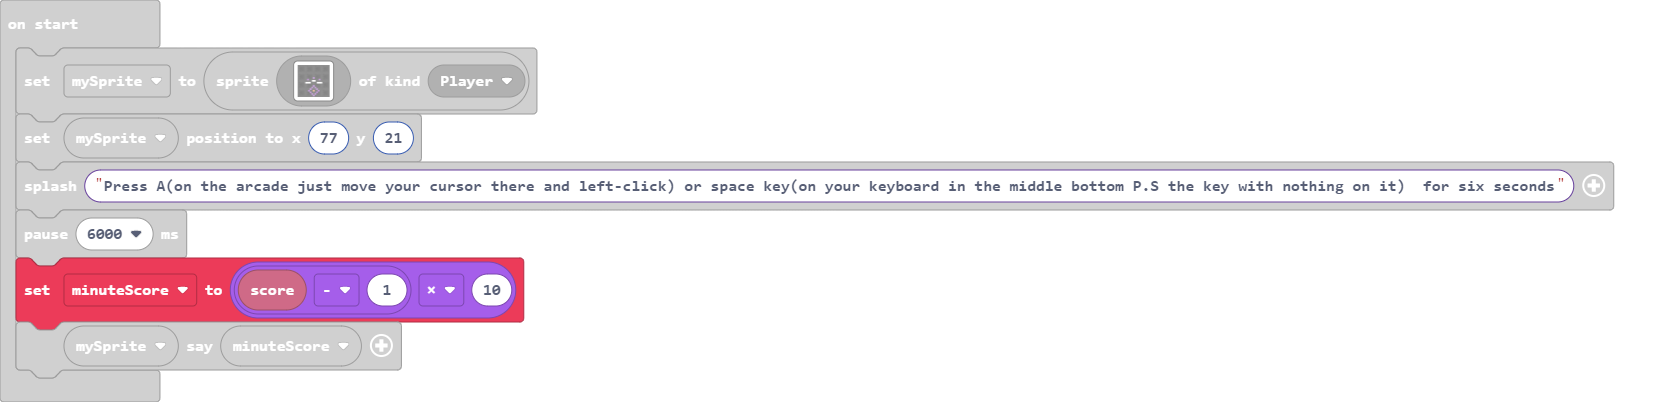 on start
set mySprite to sprite of kind Player
set mySprite position to x 77 y 21
splash "Press A(on the arcade just move your cursor there and left-click) or space key(on your keyboard in the middle bottom P.S the key with nothing on it)  for six seconds"
pause 6000 ms
set minuteScore to score - 1 × 10
mySprite say minuteScore